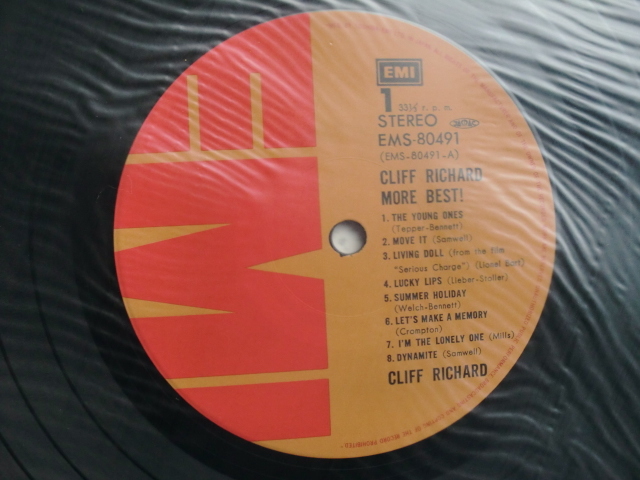 EMI
1 33⅓ r. p. m.
STEREO
EMS-80491
(EMS-80491-A)
CLIFF RICHARD
MORE BEST!
1. THE YOUNG ONES
(Tepper-Bennett)
2. MOVE IT (Samwell)
3. LIVING DOLL (from the film
"Serious Charge") (Lionel Bart)
4. LUCKY LIPS (Lieber-Stoller)
5. SUMMER HOLIDAY
(Welch-Bennett)
6. LET'S MAKE A MEMORY
(Crompton)
7. I'M THE LONELY ONE (Mills)
8. DYNAMITE (Samwell)
CLIFF RICHARD
EMI